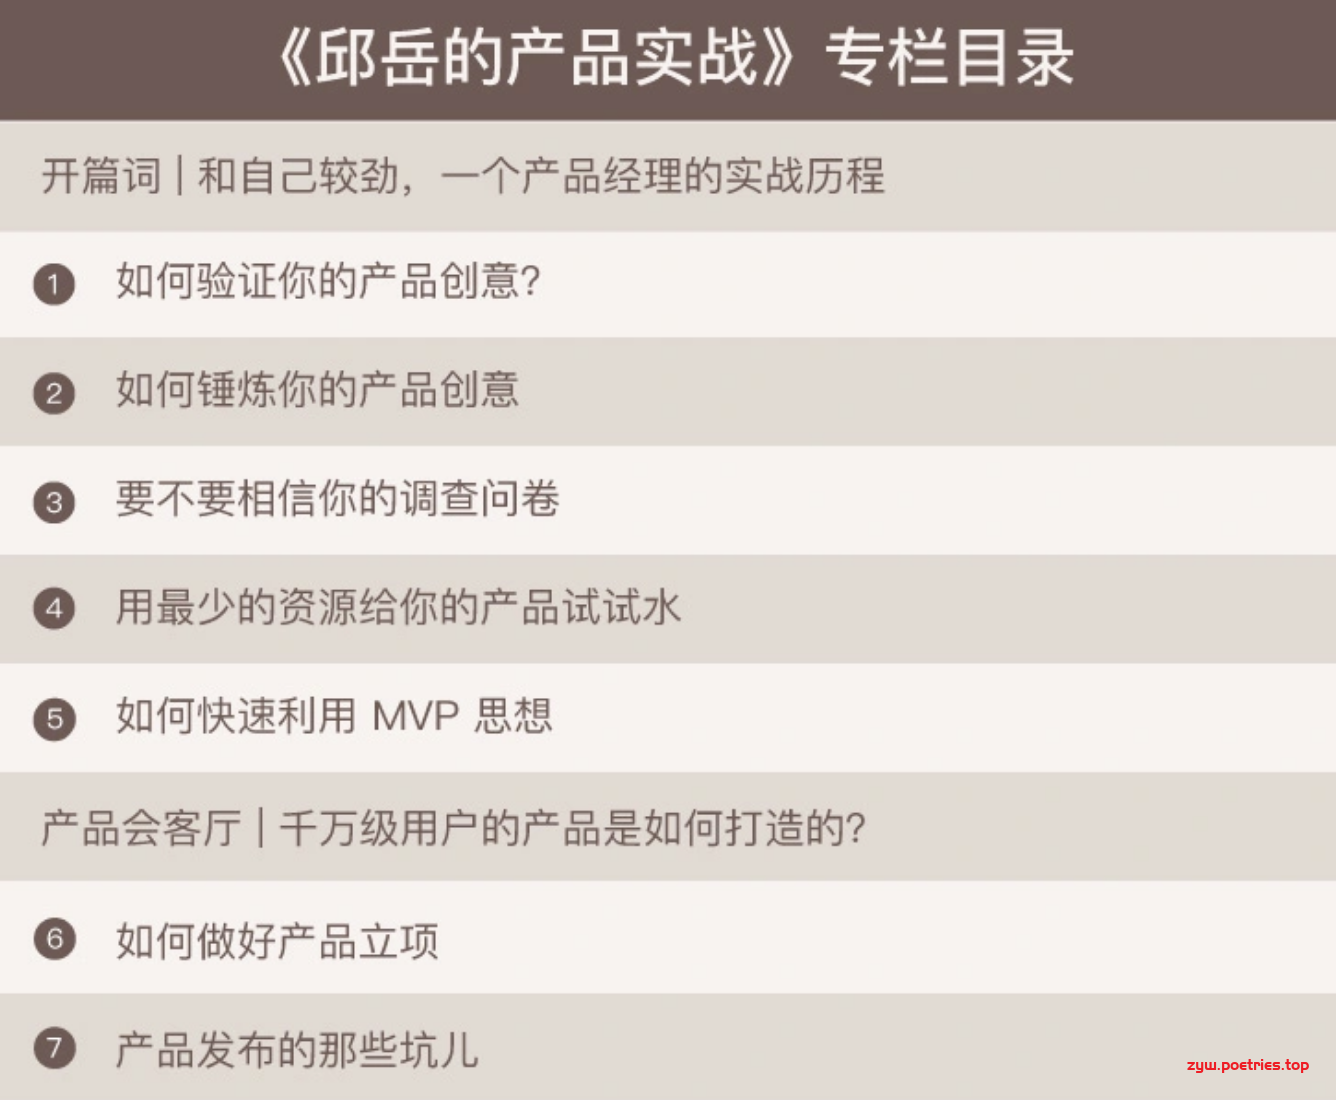 《邱岳的产品实战》专栏目录
开篇词 | 和自己较劲，一个产品经理的实战历程
1 如何验证你的产品创意?
2 如何锤炼你的产品创意
3 要不要相信你的调查问卷
4 用最少的资源给你的产品试试水
5 如何快速利用 MVP 思想
产品会客厅 | 千万级用户的产品是如何打造的?
6 如何做好产品立项
7 产品发布的那些坑儿
zyw.poetries.top